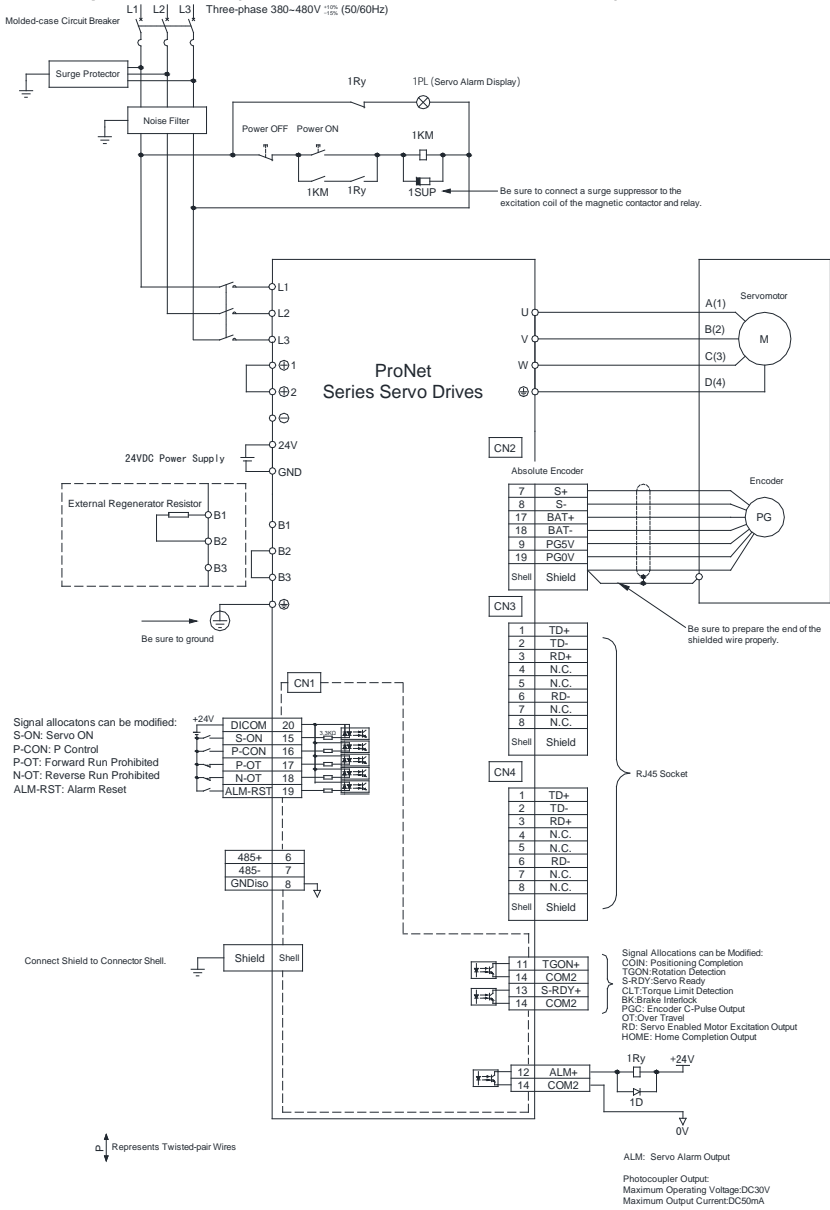 L1 L2 L3 Three-phase 380~480V +10% -15% (50/60Hz)
Molded-case Circuit Breaker
Surge Protector
Noise Filter
1Ry
1PL (Servo Alarm Display)
Power OFF Power ON
1KM
1KM
1Ry
1SUP
Be sure to connect a surge suppressor to the
excitation coil of the magnetic contactor and relay.
L1
L2
L3
1
2
24VDC Power Supply
24V
GND
External Regenerator Resistor
B1
B2
B3
B1
B2
B3
Be sure to ground
ProNet
Series Servo Drives
U
V
W
A(1)
B(2)
C(3)
D(4)
Servomotor
M
CN2
Absolute Encoder
7 S+
8 S-
17 BAT+
18 BAT-
9 PG5V
19 PG0V
Shell Shield
Encoder
PG
Be sure to prepare the end of the
shielded wire properly.
CN3
1 TD+
2 TD-
3 RD+
4 N.C.
5 N.C.
6 RD-
7 N.C.
8 N.C.
Shell Shield
CN4
1 TD+
2 TD-
3 RD+
4 N.C.
5 N.C.
6 RD-
7 N.C.
8 N.C.
Shell Shield
RJ45 Socket
CN1
Signal allocatons can be modified:
S-ON: Servo ON
P-CON: P Control
P-OT: Forward Run Prohibited
N-OT: Reverse Run Prohibited
ALM-RST: Alarm Reset
+24V
DICOM 20
S-ON 15
P-CON 16
P-OT 17
N-OT 18
ALM-RST 19
3.3KΩ
485+ 6
485- 7
GNDiso 8
Connect Shield to Connector Shell.
Shield Shell
11 TGON+
14 COM2
13 S-RDY+
14 COM2
Signal Allocations can be Modified:
COIN: Positioning Completion
TGON:Rotation Detection
S-RDY:Servo Ready
CLT:Torque Limit Detection
BK:Brake Interlock
PGC: Encoder C-Pulse Output
OT:Over Travel
RD: Servo Enabled Motor Excitation Output
HOME: Home Completion Output
12 ALM+
14 COM2
1Ry
+24V
1D
0V
P Represents Twisted-pair Wires
ALM: Servo Alarm Output
Photocoupler Output:
Maximum Operating Voltage:DC30V
Maximum Output Current:DC50mA